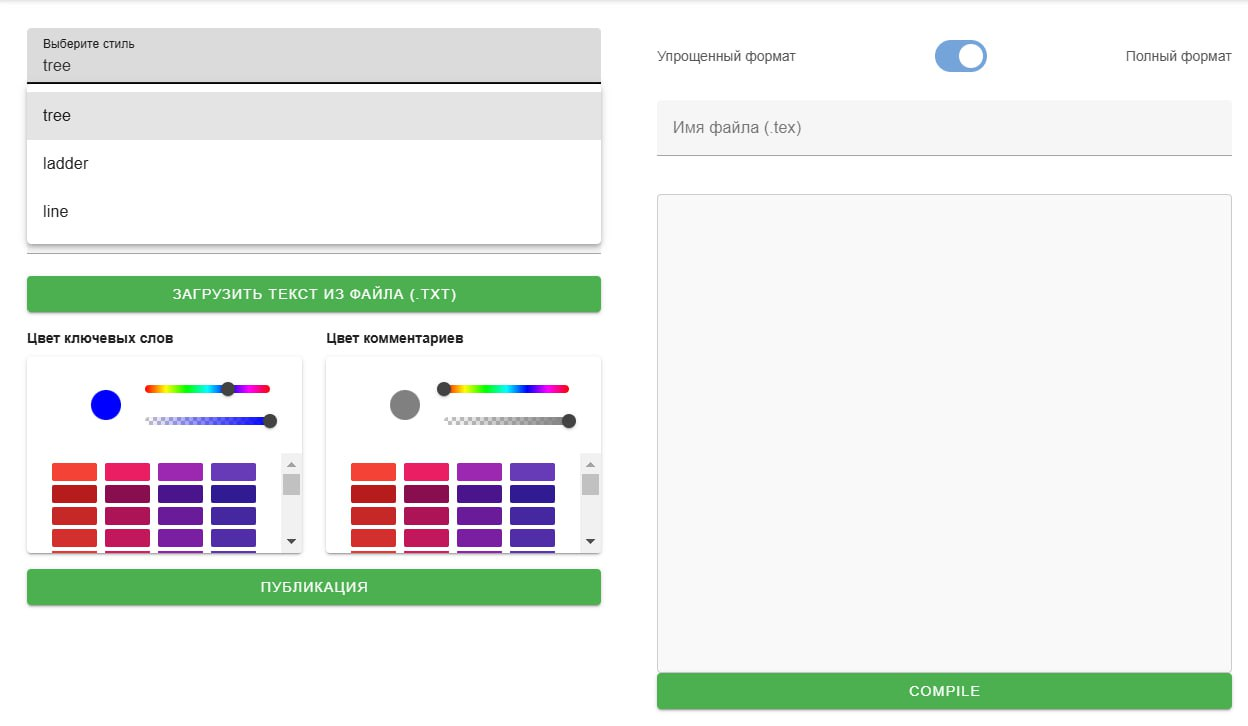 Выберите стиль
tree
tree
ladder
line
ЗАГРУЗИТЬ ТЕКСТ ИЗ ФАЙЛА (.TXT)
Цвет ключевых слов
Цвет комментариев
ПУБЛИКАЦИЯ
Упрощенный формат
Полный формат
Имя файла (.tex)
COMPILE